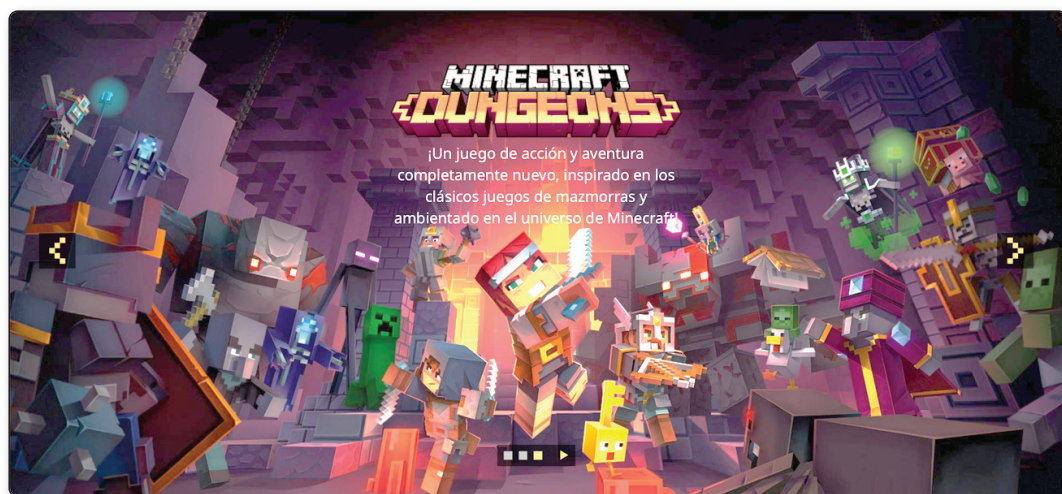 MINECRAFT
DUNGEONS
¡Un juego de acción y aventura
completamente nuevo, inspirado en los
clásicos juegos de mazmorras y
ambientado en el universo de Minecraft!